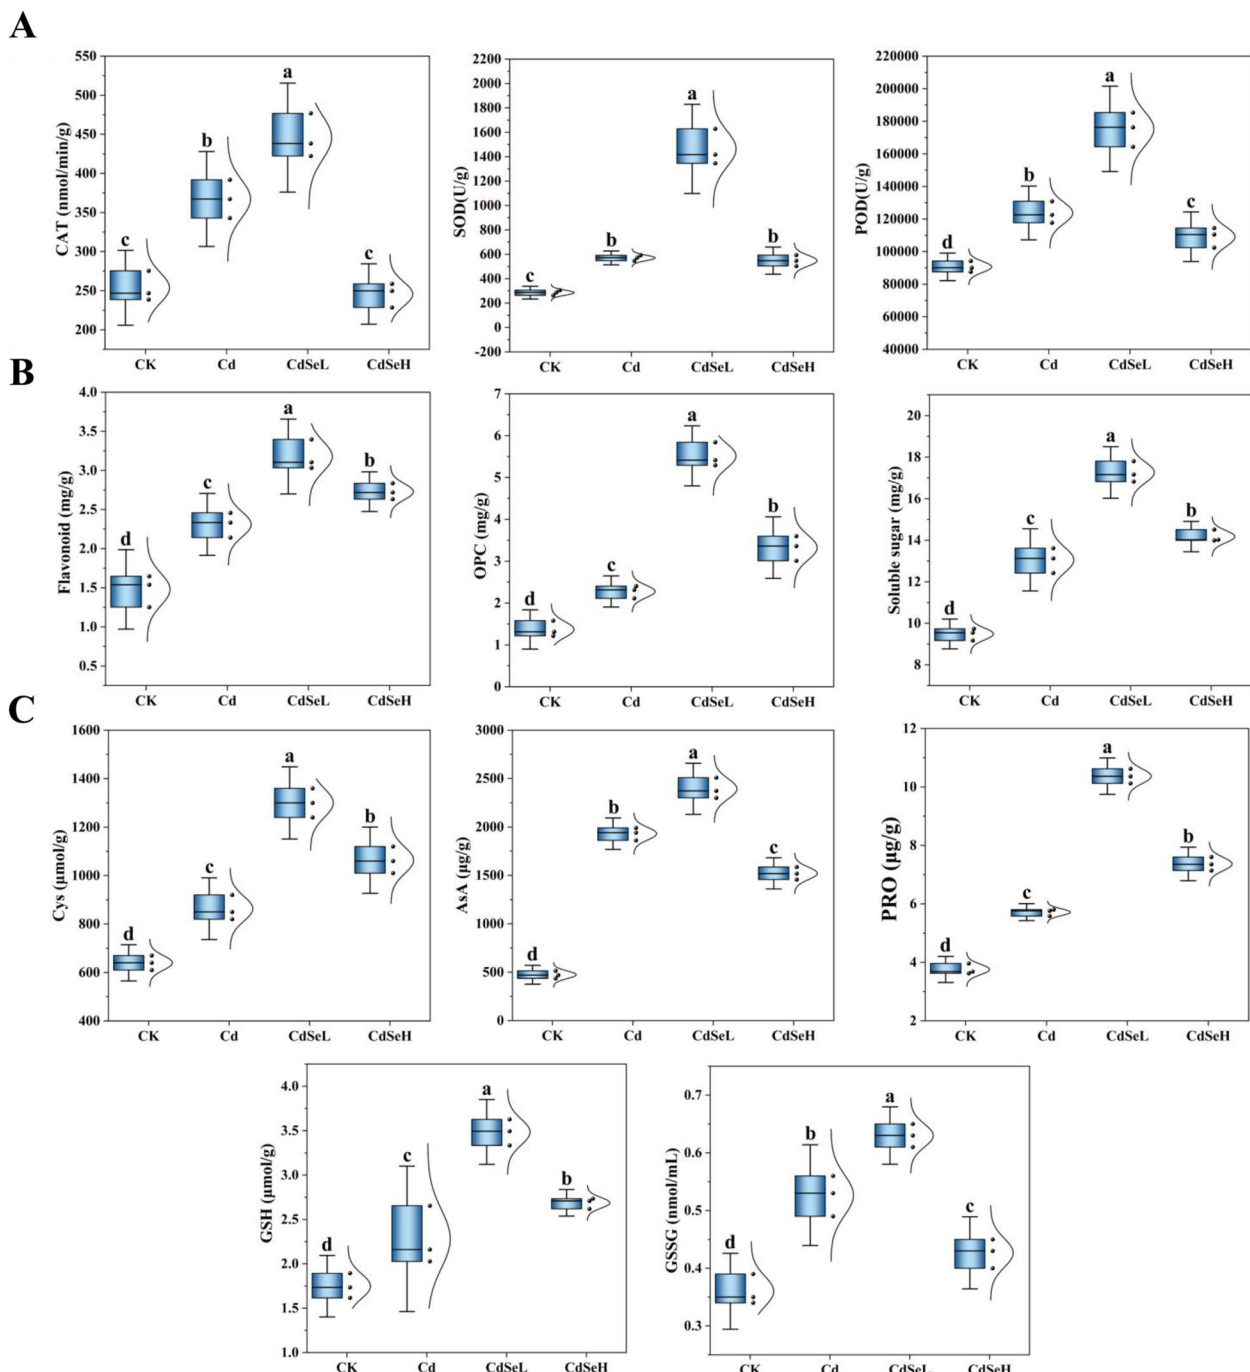 A
CAT (nmol/min/g)
550
500
450
400
350
300
250
200
c
b
a
c
CK Cd CdSeL CdSeH
SOD(U/g)
2200
2000
1800
1600
1400
1200
1000
800
600
400
200
0
-200
c
b
a
b
CK Cd CdSeL CdSeH
POD(U/g)
220000
200000
180000
160000
140000
120000
100000
80000
60000
40000
d
b
a
c
CK Cd CdSeL CdSeH
B
Flavonoid (mg/g)
4.0
3.5
3.0
2.5
2.0
1.5
1.0
0.5
d
c
a
b
CK Cd CdSeL CdSeH
OPC (mg/g)
7
6
5
4
3
2
1
0
d
c
a
b
CK Cd CdSeL CdSeH
Soluble sugar (mg/g)
20
18
16
14
12
10
8
d
c
a
b
CK Cd CdSeL CdSeH
C
Cys (μmol/g)
1600
1400
1200
1000
800
600
400
d
c
a
b
CK Cd CdSeL CdSeH
AsA (μg/g)
3000
2500
2000
1500
1000
500
0
d
b
a
c
CK Cd CdSeL CdSeH
PRO (μg/g)
12
10
8
6
4
2
d
c
a
b
CK Cd CdSeL CdSeH
GSH (μmol/g)
4.0
3.5
3.0
2.5
2.0
1.5
1.0
d
c
a
b
CK Cd CdSeL CdSeH
GSSG (nmol/mL)
0.7
0.6
0.5
0.4
0.3
d
b
a
c
CK Cd CdSeL CdSeH